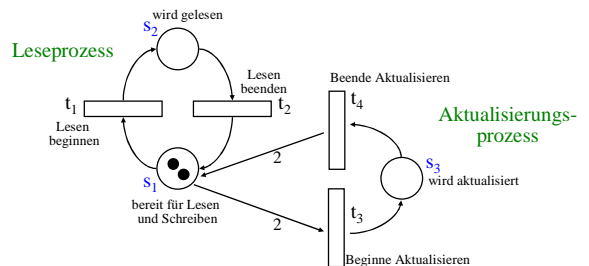 wird gelesen
s2
Leseprozess
Lesen
beenden
t1
t2
Lesen
beginnen
s1
bereit für Lesen
und Schreiben
Beende Aktualisieren
t4
Aktualisierungs-
prozess
2
s3
wird aktualisiert
t3
2
Beginne Aktualisieren